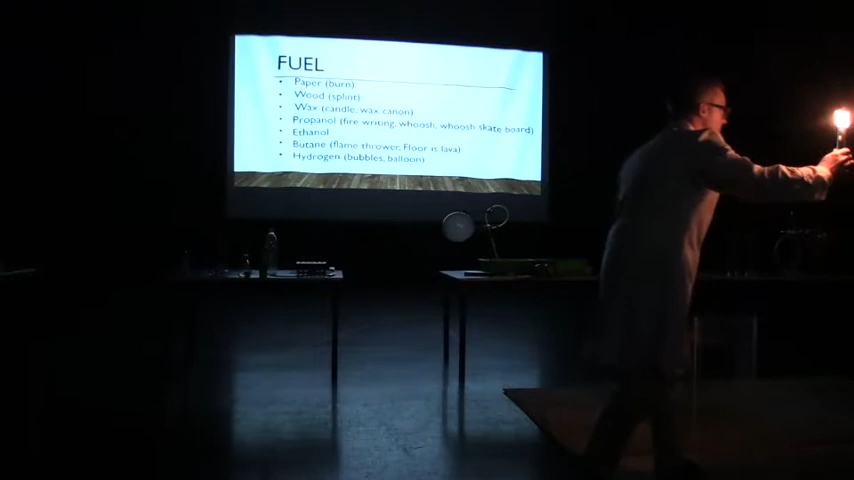 FUEL
• Paper (burn)
• Wood (splint)
• Wax (candle, wax canon)
• Propanol (fire writing, whoosh, whoosh skate board)
• Ethanol
• Butane (flame thrower, Floor is lava)
• Hydrogen (bubbles, balloon)